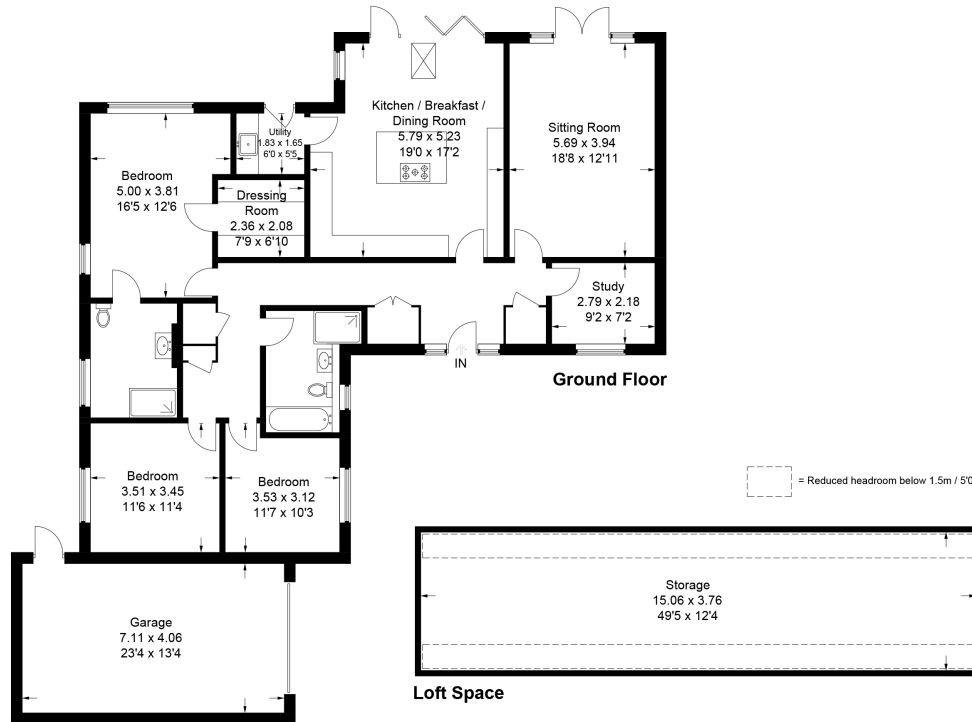 Kitchen / Breakfast /
Dining Room
5.79 x 5.23
19'0 x 17'2
Sitting Room
5.69 x 3.94
18'8 x 12'11
Utility
1.83 x 1.65
6'0 x 5'5
Bedroom
5.00 x 3.81
16'5 x 12'6
Dressing
Room
2.36 x 2.08
7'9 x 6'10
Study
2.79 x 2.18
9'2 x 7'2
IN
Ground Floor
Bedroom
3.51 x 3.45
11'6 x 11'4
Bedroom
3.53 x 3.12
11'7 x 10'3
= Reduced headroom below 1.5m / 5'0
Garage
7.11 x 4.06
23'4 x 13'4
Storage
15.06 x 3.76
49'5 x 12'4
Loft Space